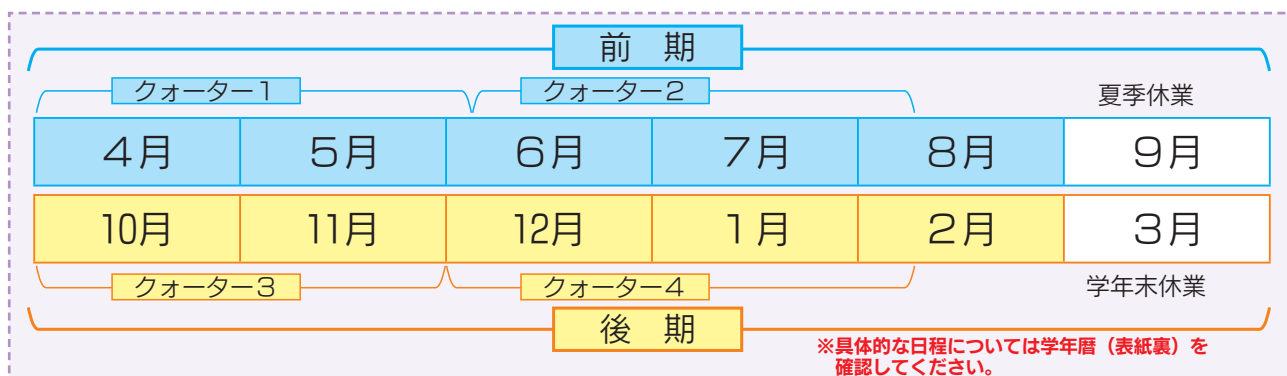 前　期
クォーター１
クォーター２
夏季休業
４月
５月
６月
７月
８月
９月
10月
11月
12月
１月
２月
３月
クォーター３
クォーター４
学年末休業
後　期
※具体的な日程については学年暦（表紙裏）を
確認してください。